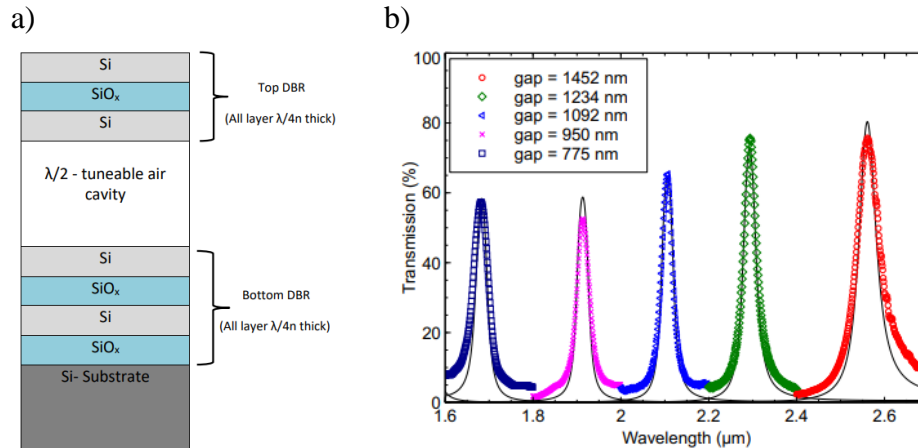 a)
Si
SiOₓ
Si
Top DBR
(All layer λ/4n thick)
λ/2 - tuneable air
cavity
Si
SiOₓ
Si
SiOₓ
Bottom DBR
(All layer λ/4n thick)
Si- Substrate
b)
gap = 1452 nm
gap = 1234 nm
gap = 1092 nm
gap = 950 nm
gap = 775 nm
Transmission (%)
100
80
60
40
20
0
1.6
1.8
2
2.2
2.4
2.6
Wavelength (µm)